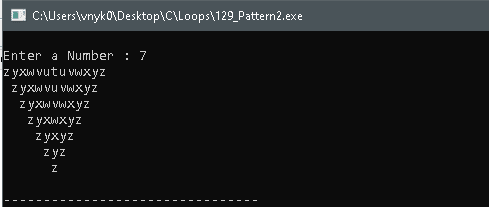 C:\Users\vnyk0\Desktop\C\Loops\129_Pattern2.exe
Enter a Number : 7
zyxwvutuvwxyz
 zyxwvuvwxyz
  zyxwvwxyz
   zyxwxyz
    zyxyz
     zyz
      z
--------------------------------